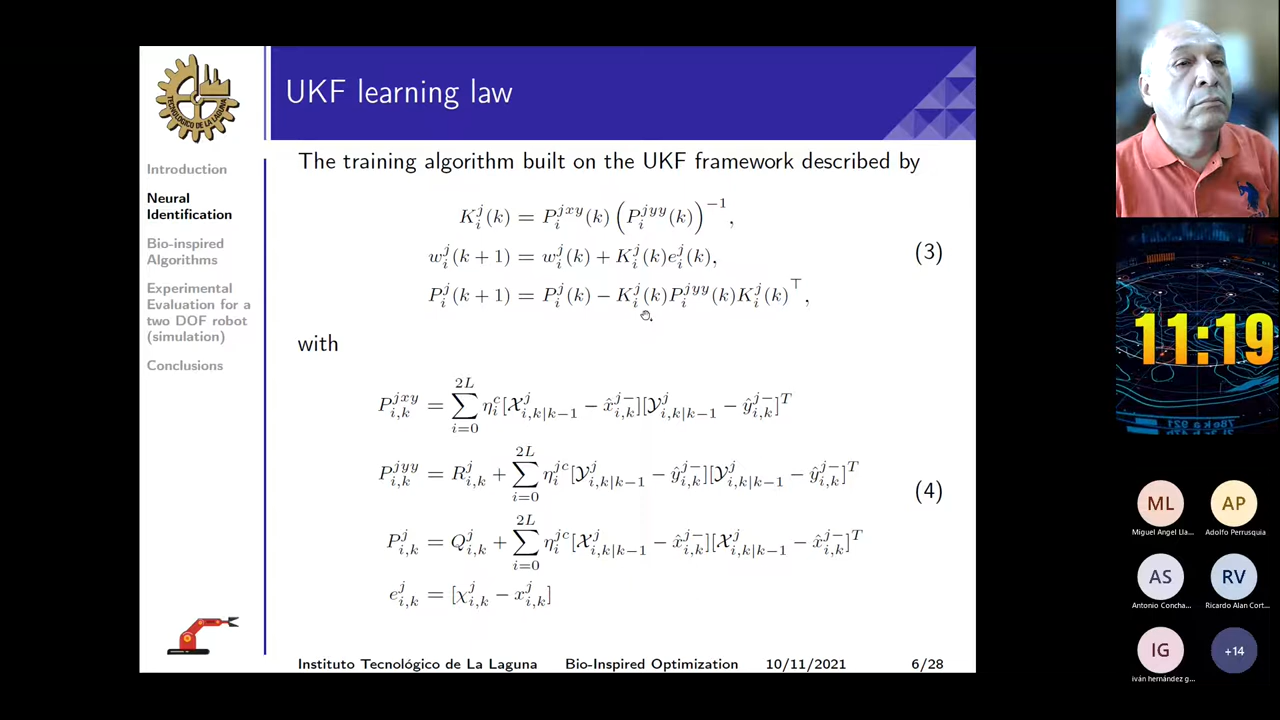 TECNOLÓGICO DE LA LAGUNA
UKF learning law
Introduction
Neural
Identification
Bio-inspired
Algorithms
Experimental
Evaluation for a
two DOF robot
(simulation)
Conclusions
The training algorithm built on the UKF framework described by
K_i^j(k) = P_i^{jxy}(k) (P_i^{jyy}(k))^{-1},
w_i^j(k + 1) = w_i^j(k) + K_i^j(k)e_i^j(k),
(3)
P_i^j(k + 1) = P_i^j(k) − K_i^j(k)P_i^{jyy}(k)K_i^j(k)^⊤,
with
P_{i,k}^{jxy} = ∑_{i=0}^{2L} η_i^c[𝒳_{i,k|k−1}^j − x̂_{i,k}^{j−}][𝒴_{i,k|k−1}^j − ŷ_{i,k}^{j−}]^T
P_{i,k}^{jyy} = R_{i,k}^j + ∑_{i=0}^{2L} η_i^{jc}[𝒴_{i,k|k−1}^j − ŷ_{i,k}^{j−}][𝒴_{i,k|k−1}^j − ŷ_{i,k}^{j−}]^T
(4)
P_{i,k}^j = Q_{i,k}^j + ∑_{i=0}^{2L} η_i^{jc}[𝒳_{i,k|k−1}^j − x̂_{i,k}^{j−}][𝒳_{i,k|k−1}^j − x̂_{i,k}^{j−}]^T
e_{i,k}^j = [χ_{i,k}^j − x_{i,k}^j]
Instituto Tecnológico de La Laguna Bio-Inspired Optimization 10/11/2021 6/28
11:19
ML
Miguel Angel Lla...
AP
Adolfo Perrusquia
AS
Antonio Concha...
RV
Ricardo Alan Cort...
IG
iván hernández g...
+14